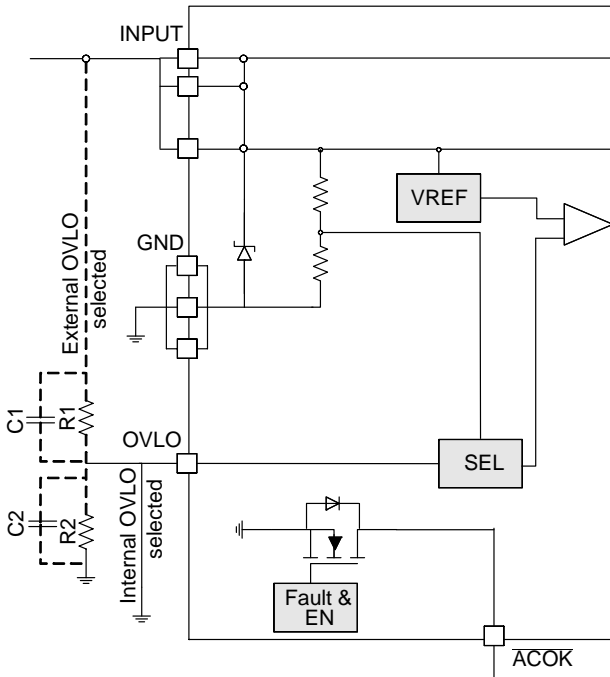 INPUT
VREF
GND
External OVLO
selected
C1
R1
OVLO
SEL
C2
R2
Internal OVLO
selected
Fault &
EN
ACOK